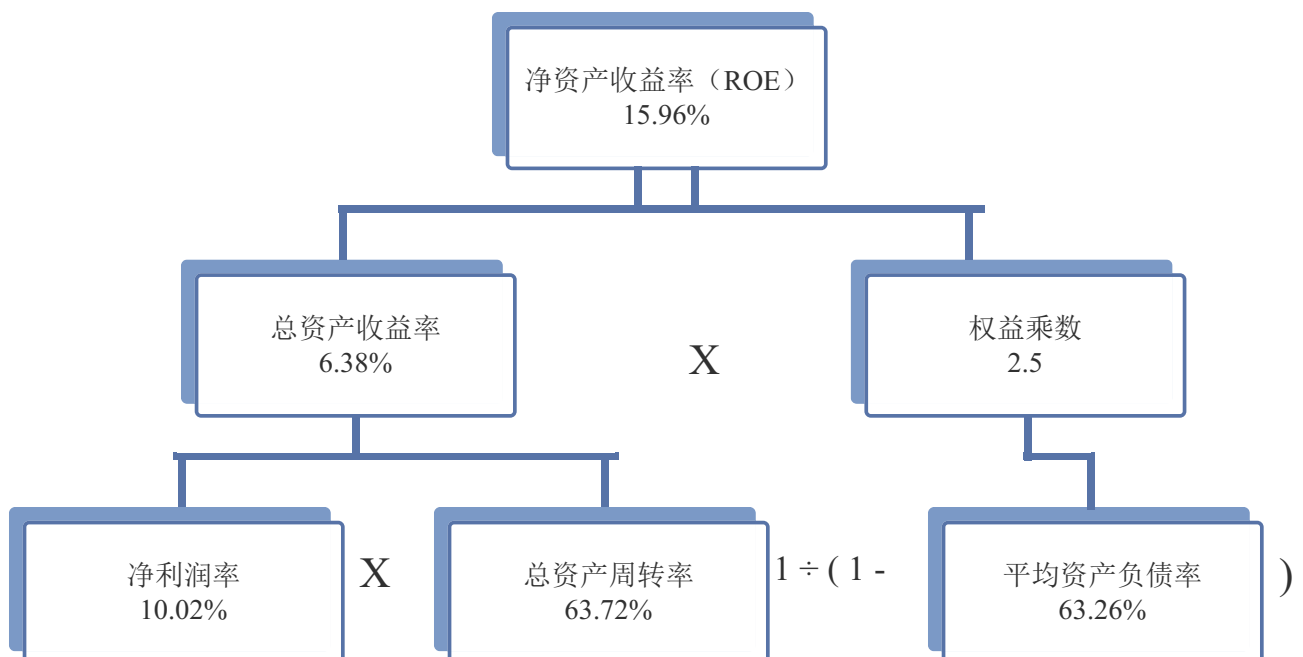 净资产收益率（ROE）
15.96%
总资产收益率
6.38%
X
权益乘数
2.5
净利润率
10.02%
X
总资产周转率
63.72%
1 ÷ ( 1 -
平均资产负债率
63.26%
)